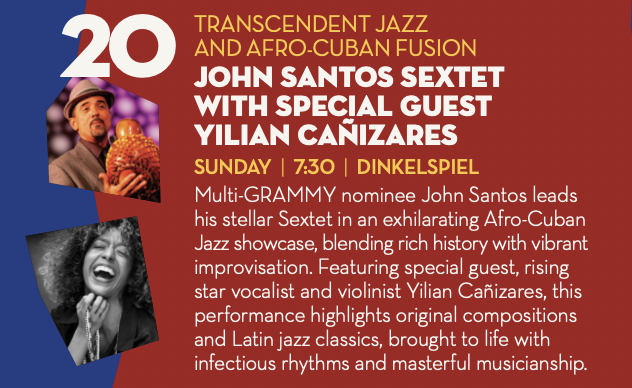 20
TRANSCENDENT JAZZ
AND AFRO-CUBAN FUSION
JOHN SANTOS SEXTET
WITH SPECIAL GUEST
YILIAN CAÑIZARES
SUNDAY | 7:30 | DINKELSPIEL
Multi-GRAMMY nominee John Santos leads
his stellar Sextet in an exhilarating Afro-Cuban
Jazz showcase, blending rich history with vibrant
improvisation. Featuring special guest, rising
star vocalist and violinist Yilian Cañizares, this
performance highlights original compositions
and Latin jazz classics, brought to life with
infectious rhythms and masterful musicianship.